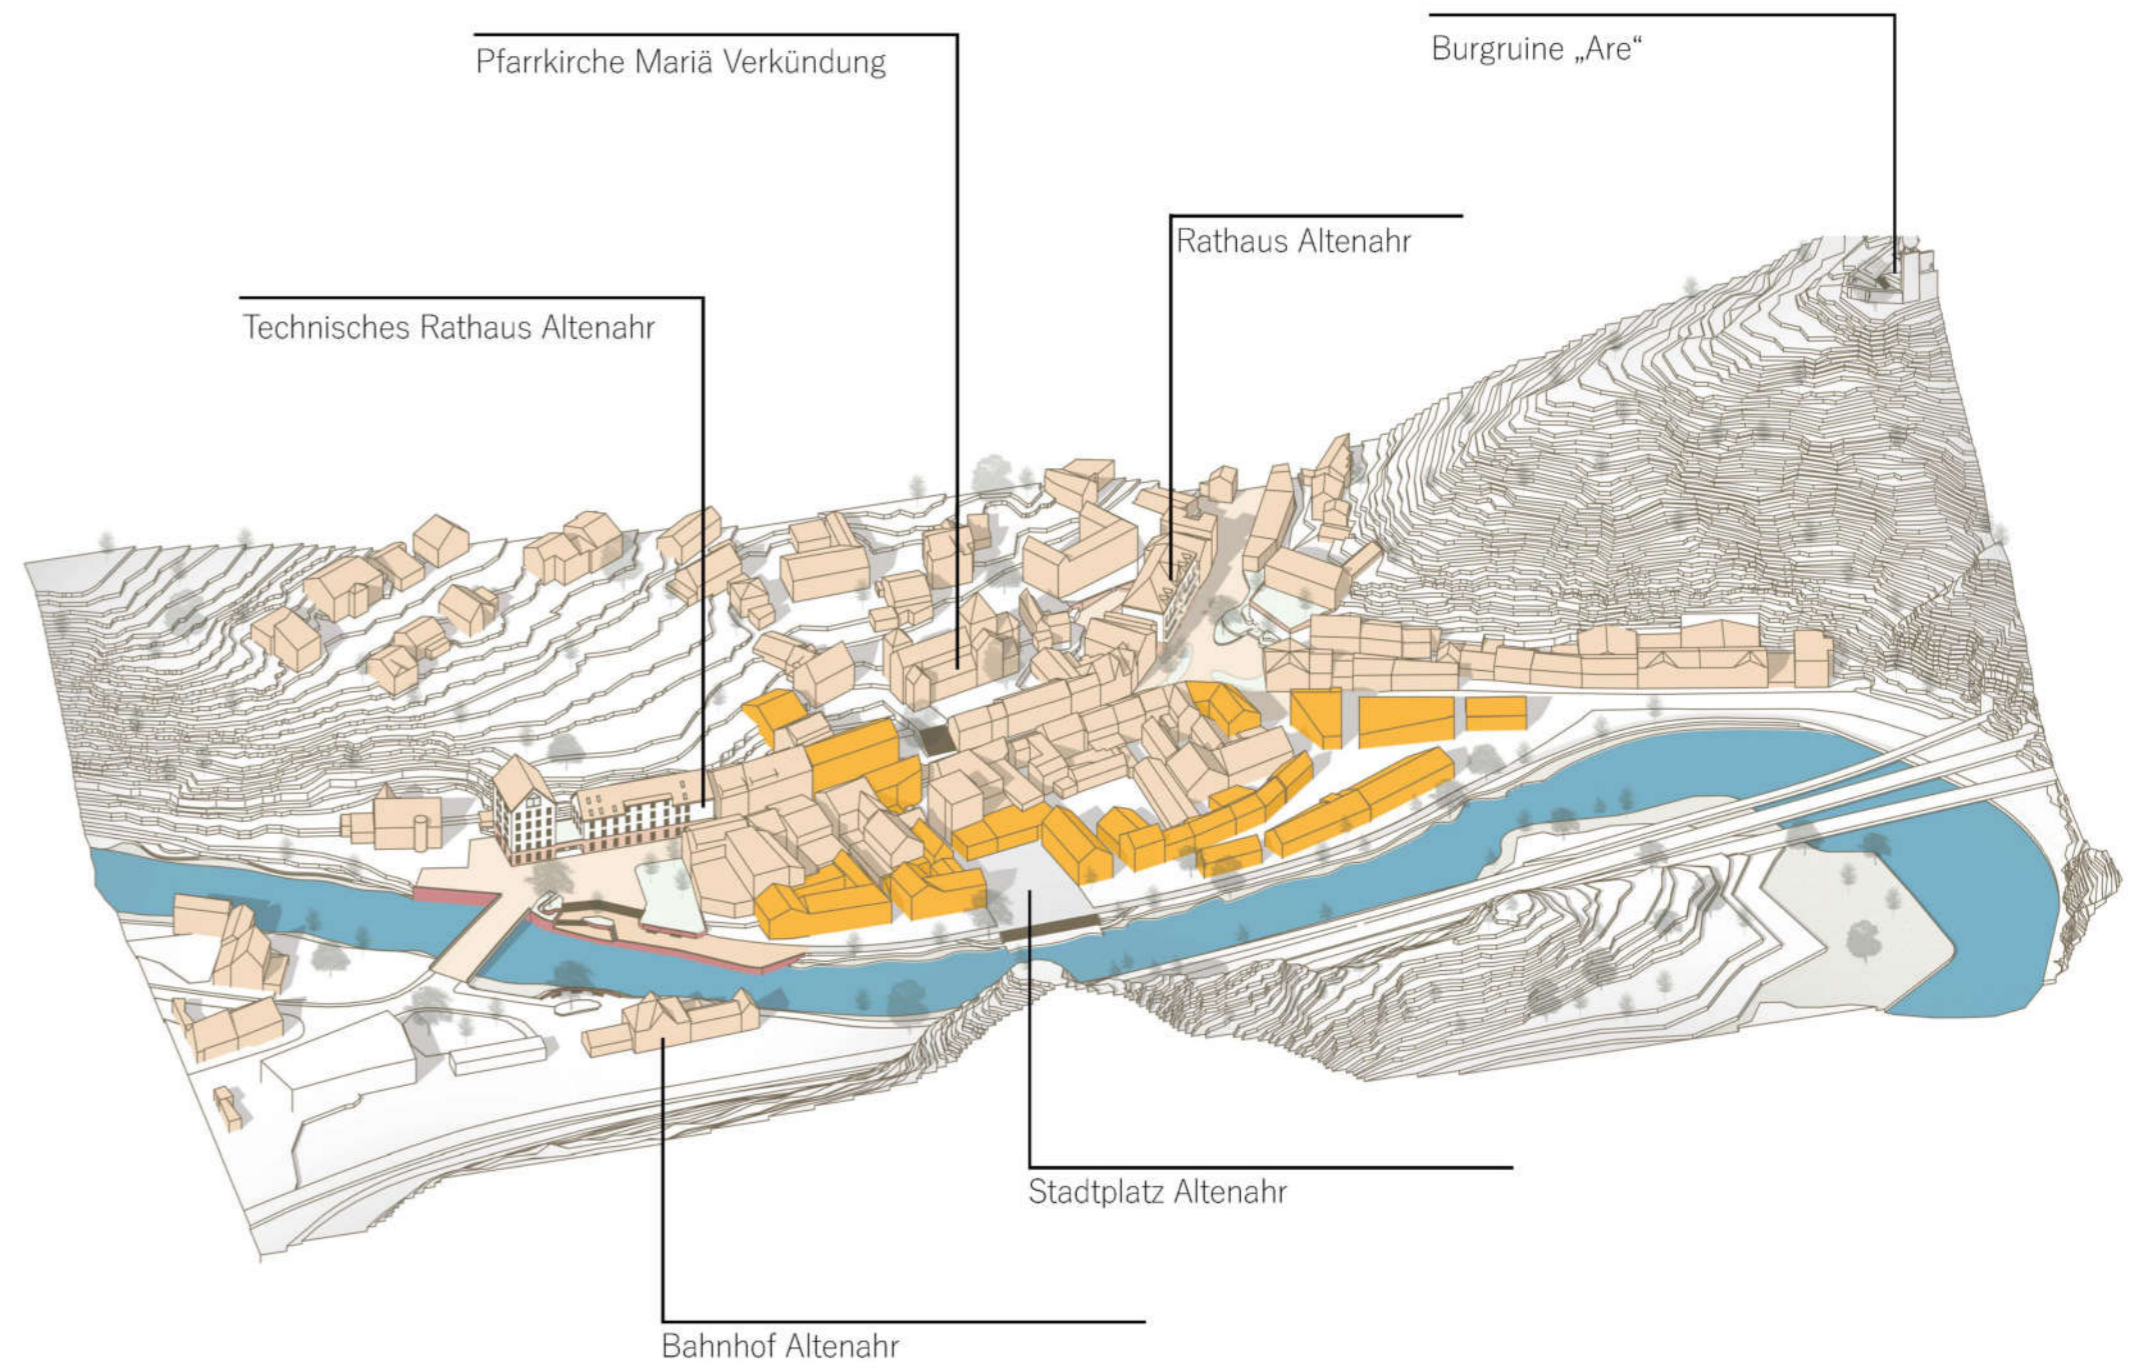 Burgruine „Are“
Pfarrkirche Mariä Verkündung
Rathaus Altenahr
Technisches Rathaus Altenahr
Stadtplatz Altenahr
Bahnhof Altenahr